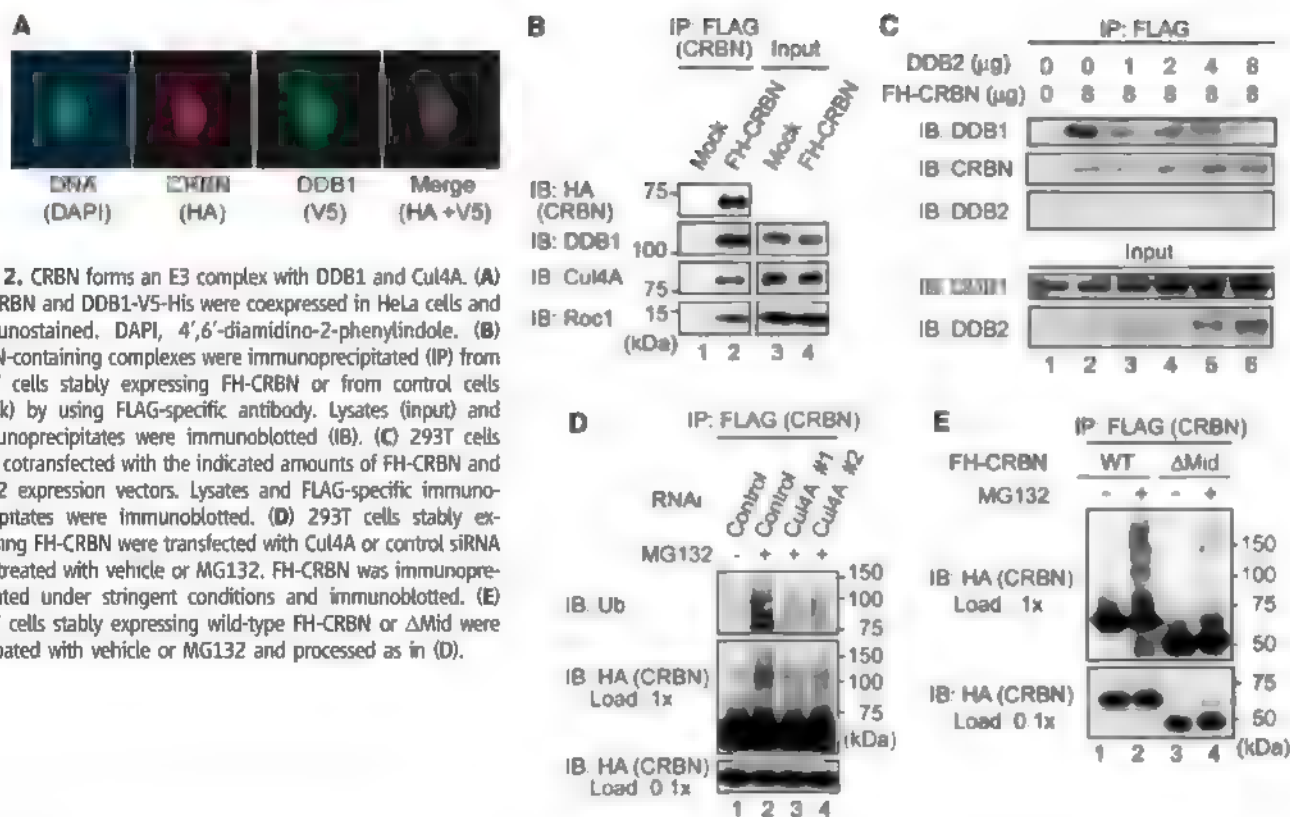 A
DNA CRBN DDB1 Merge
(DAPI) (HA) (V5) (HA +V5)
2. CRBN forms an E3 complex with DDB1 and Cul4A. (A)
RBN and DDB1-V5-His were coexpressed in HeLa cells and
unostained. DAPI, 4',6'-diamidino-2-phenylindole. (B)
N-containing complexes were immunoprecipitated (IP) from
cells stably expressing FH-CRBN or from control cells
k) by using FLAG-specific antibody. Lysates (input) and
unoprecipitates were immunoblotted (IB). (C) 293T cells
cotransfected with the indicated amounts of FH-CRBN and
2 expression vectors. Lysates and FLAG-specific immuno-
pitates were immunoblotted. (D) 293T cells stably ex-
ing FH-CRBN were transfected with Cul4A or control siRNA
treated with vehicle or MG132. FH-CRBN was immunopre-
ated under stringent conditions and immunoblotted. (E)
cells stably expressing wild-type FH-CRBN or ΔMid were
bated with vehicle or MG132 and processed as in (D).
B
IP: FLAG
(CRBN) Input
Mock FH-CRBN Mock FH-CRBN
IB: HA 75
(CRBN)
IB: DDB1 100
IB Cul4A 75
IB: Roc1 15
(kDa) 1 2 3 4
C
IP: FLAG
DDB2 (µg) 0 0 1 2 4 8
FH-CRBN (µg) 0 8 8 8 8 8
IB DDB1
IB CRBN
IB DDB2
Input
IB DDB2
1 2 3 4 5 6
D
IP: FLAG (CRBN)
RNAi Control Control Cul4A #1 Cul4A #2
MG132 - + + +
IB. Ub 150 100 75
IB HA (CRBN) 150 100 75
Load 1x
(kDa)
IB HA (CRBN)
Load 0 1x
1 2 3 4
E
IP FLAG (CRBN)
FH-CRBN WT ΔMid
MG132 - + - +
IB: HA (CRBN) 150 100 75 50
Load 1x
IB: HA (CRBN) 75 50
Load 0 1x
1 2 3 4 (kDa)